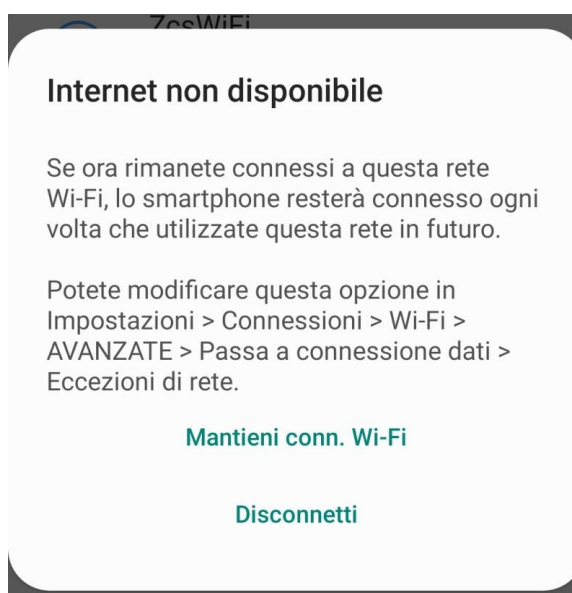 ZcsWiFi
Internet non disponibile
Se ora rimanete connessi a questa rete
Wi-Fi, lo smartphone resterà connesso ogni
volta che utilizzate questa rete in futuro.
Potete modificare questa opzione in
Impostazioni > Connessioni > Wi-Fi >
AVANZATE > Passa a connessione dati >
Eccezioni di rete.
Mantieni conn. Wi-Fi
Disconnetti